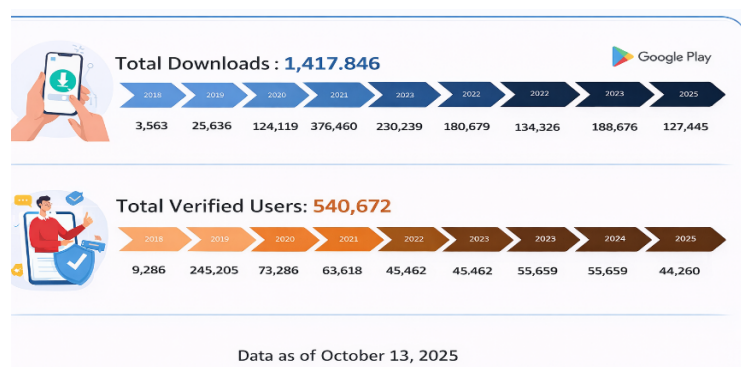 Total Downloads : 1,417.846
Google Play
2018 2019 2020 2021 2023 2022 2022 2023 2025
3,563 25,636 124,119 376,460 230,239 180,679 134,326 188,676 127,445
Total Verified Users: 540,672
2018 2019 2020 2021 2022 2023 2023 2024 2025
9,286 245,205 73,286 63,618 45,462 45.462 55,659 55,659 44,260
Data as of October 13, 2025